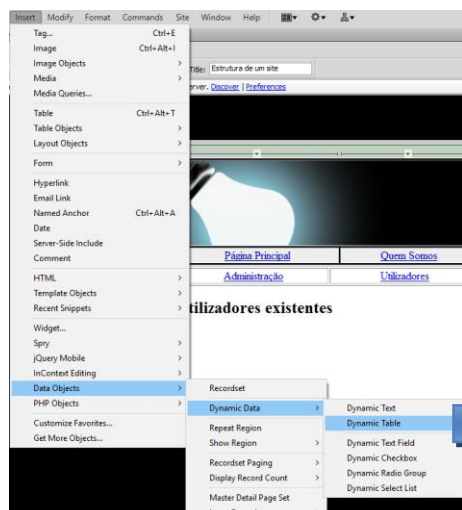 Insert Modify Format Commands Site Window Help
Tag... Ctrl+E
Image Ctrl+Alt+I
Image Objects
Media
Media Queries...
Title: Estrutura de um site
Discover | Preferences
Table Ctrl+Alt+T
Table Objects
Layout Objects
Form
Hyperlink
Email Link
Named Anchor Ctrl+Alt+A
Date
Server-Side Include
Comment
Página Principal Quem Somos
HTML
Administração Utilizadores
Template Objects
Recent Snippets
tilizadores existentes
Widget...
Spry
jQuery Mobile
InContext Editing
Data Objects
PHP Objects
Customize Favorites...
Get More Objects...
Recordset
Dynamic Data
Repeat Region
Show Region
Recordset Paging
Display Record Count
Master Detail Page Set
Dynamic Text
Dynamic Table
Dynamic Text Field
Dynamic Checkbox
Dynamic Radio Group
Dynamic Select List